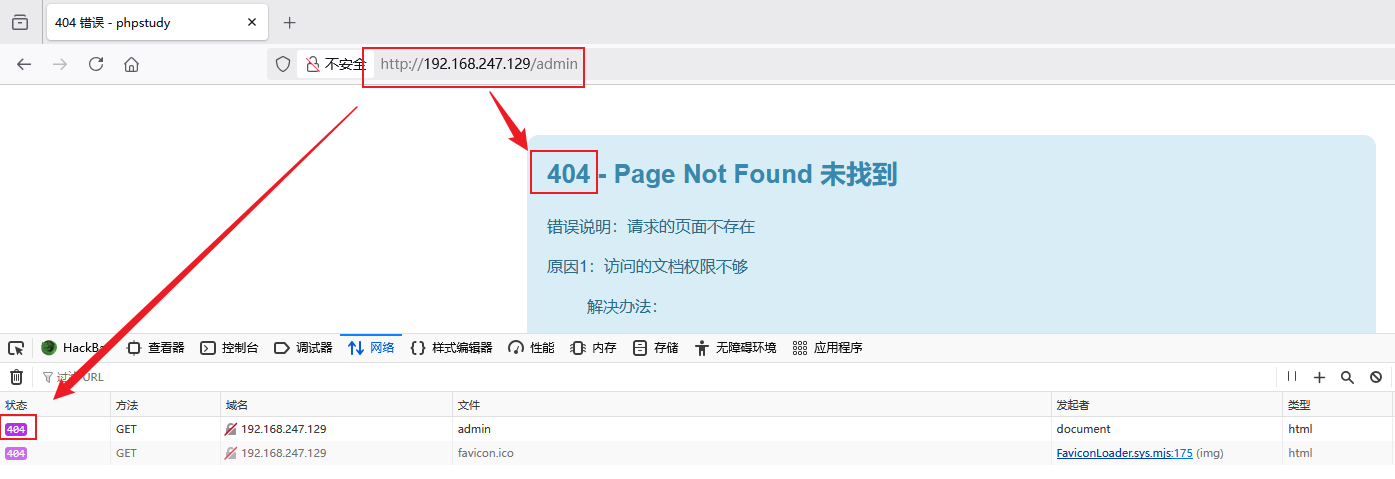 404 错误 - phpstudy
不安全 http://192.168.247.129/admin
404 - Page Not Found 未找到
错误说明：请求的页面不存在
原因1：访问的文档权限不够
解决办法：
HackBa 查看器 控制台 调试器 网络 样式编辑器 性能 内存 存储 无障碍环境 应用程序
URL
状态 方法 域名 文件 发起者 类型
404 GET 192.168.247.129 admin document html
404 GET 192.168.247.129 favicon.ico FaviconLoader.sys.mjs:175 (img) html